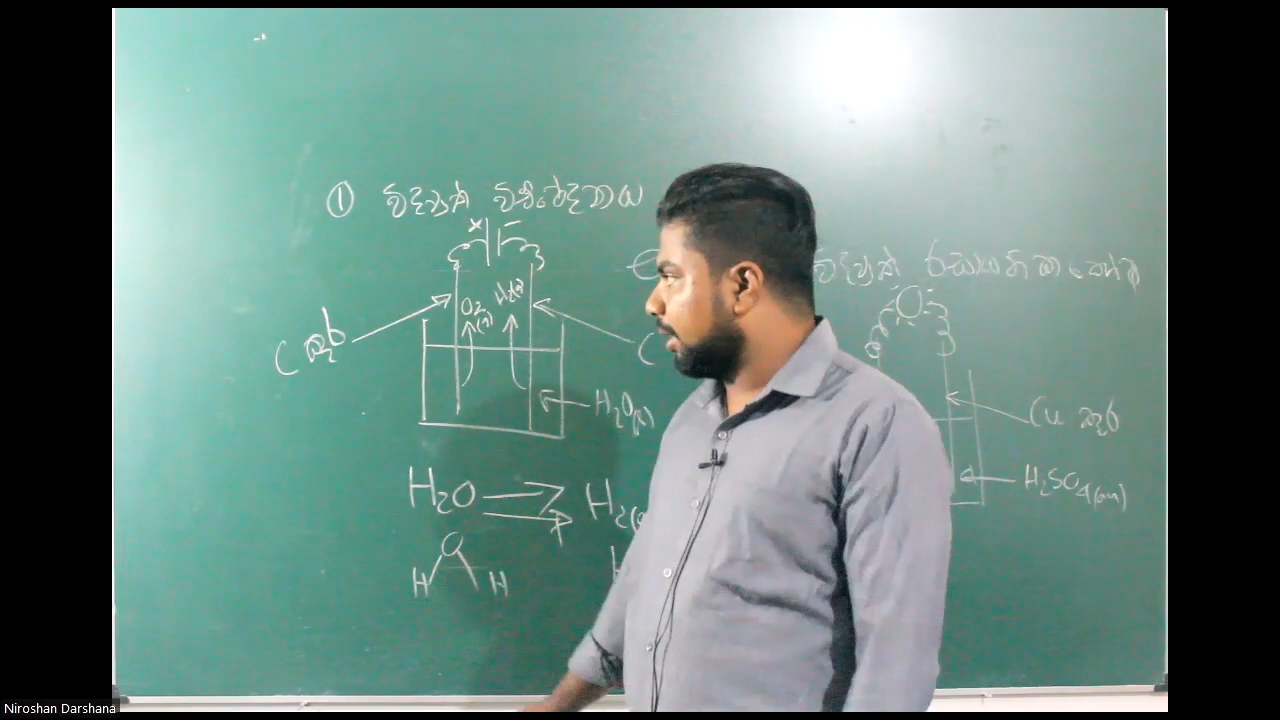 ① විද්‍යුත් විච්ඡේදනය
+ −
O₂(g) H₂(g)
C කූර
C
H₂O(l)
H₂O ⟶ H₂(g
O
H H
H
විද්‍යුත් රසායනික කෝෂ
Cu කූර
H₂SO₄(aq)
Niroshan Darshana